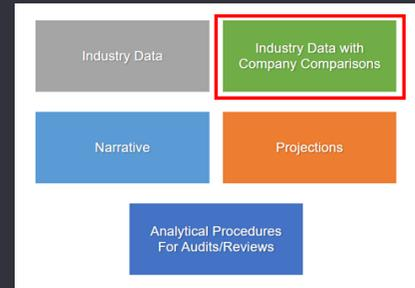 Industry Data
Industry Data with
Company Comparisons
Narrative
Projections
Analytical Procedures
For Audits/Reviews